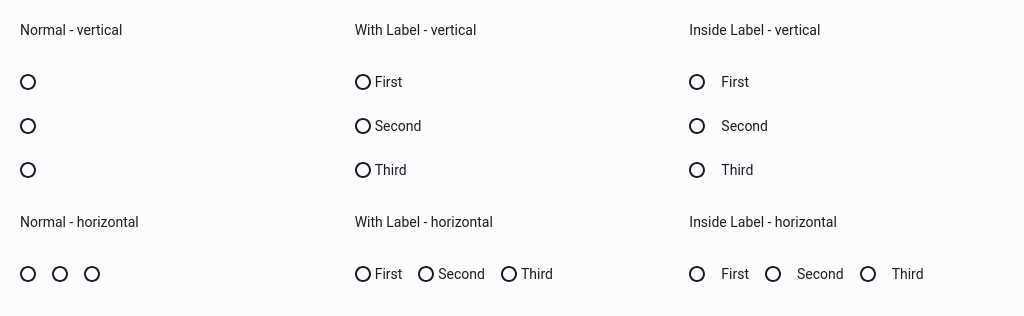 Normal - vertical
With Label - vertical
First
Second
Third
Inside Label - vertical
First
Second
Third
Normal - horizontal
With Label - horizontal
First Second Third
Inside Label - horizontal
First Second Third